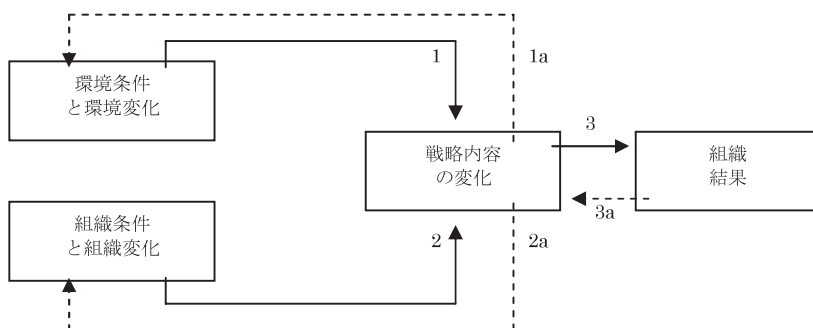 1
1a
環境条件
と環境変化
3
戦略内容
の変化
組織
結果
3a
組織条件
と組織変化
2
2a